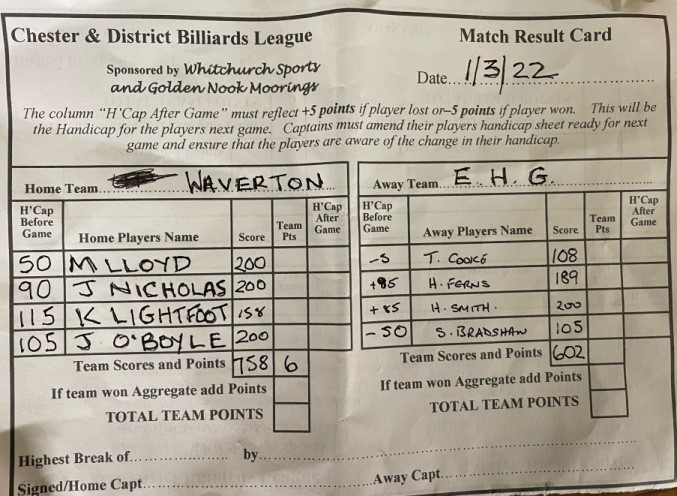 Chester & District Billiards League
Match Result Card
Sponsored by Whitchurch Sports
and Golden Nook Moorings
Date... 1/3/22
The column "H'Cap After Game" must reflect +5 points if player lost or–5 points if player won. This will be
the Handicap for the players next game. Captains must amend their players handicap sheet ready for next
game and ensure that the players are aware of the change in their handicap.
Home Team... WAVERTON
H'Cap Before Game Home Players Name Score Team Pts H'Cap After Game
50 M LLOYD 200
90 J NICHOLAS 200
115 K LIGHTFOOT 158
105 J. O'BOYLE 200
Team Scores and Points 758 6
If team won Aggregate add Points
TOTAL TEAM POINTS
Away Team... E. H. G.
H'Cap Before Game Away Players Name Score Team Pts H'Cap After Game
-5 T. COOKE 108
H. FERNS 189
H. SMITH. 200
-50 S. BRADSHAW 105
Team Scores and Points 602
If team won Aggregate add Points
TOTAL TEAM POINTS
Highest Break of... by...
Signed/Home Capt... Away Capt...